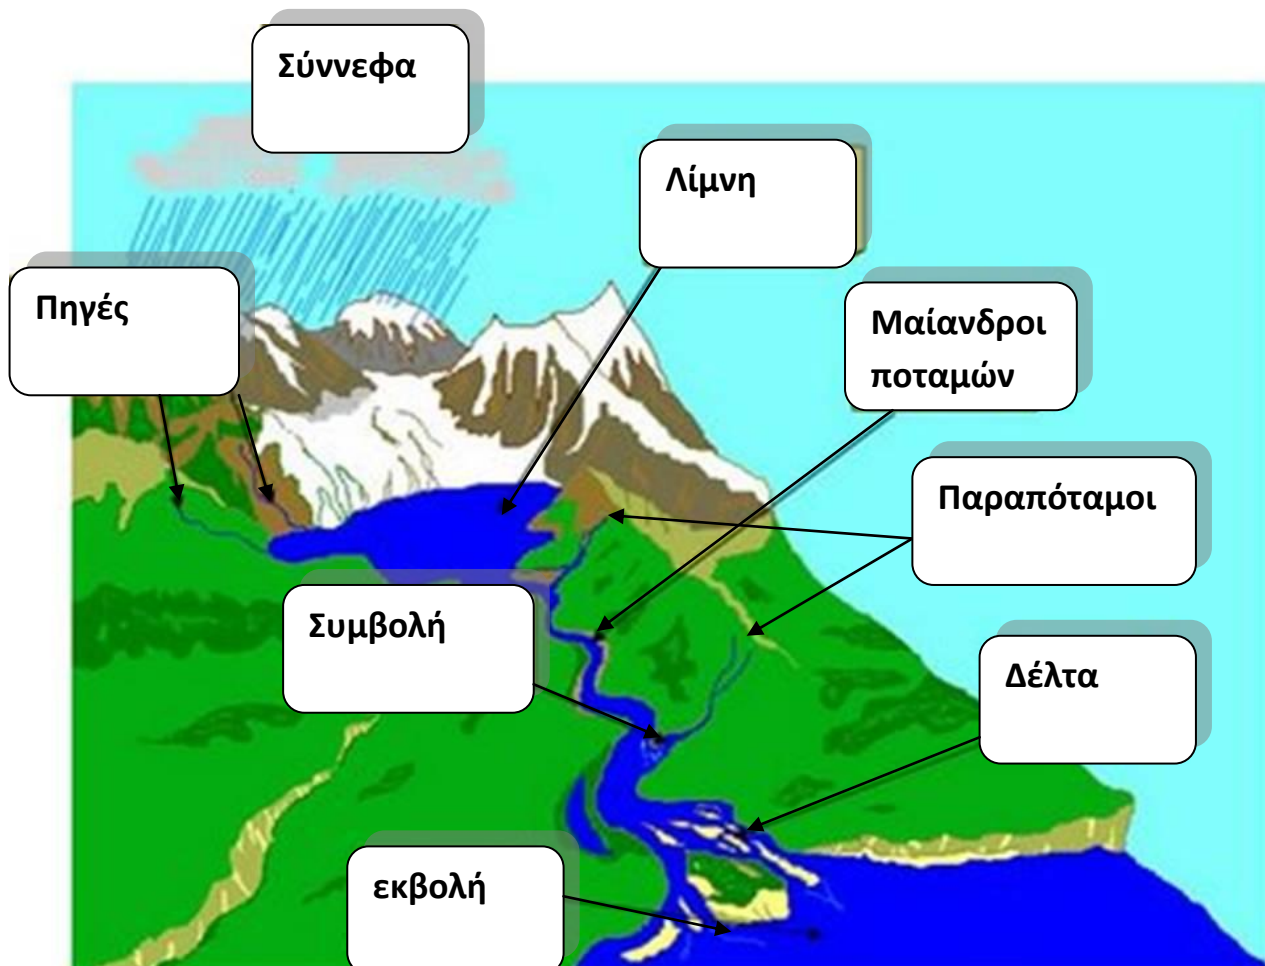 Σύννεφα
Λίμνη
Πηγές
Μαίανδροι
ποταμών
Παραπόταμοι
Συμβολή
Δέλτα
εκβολή